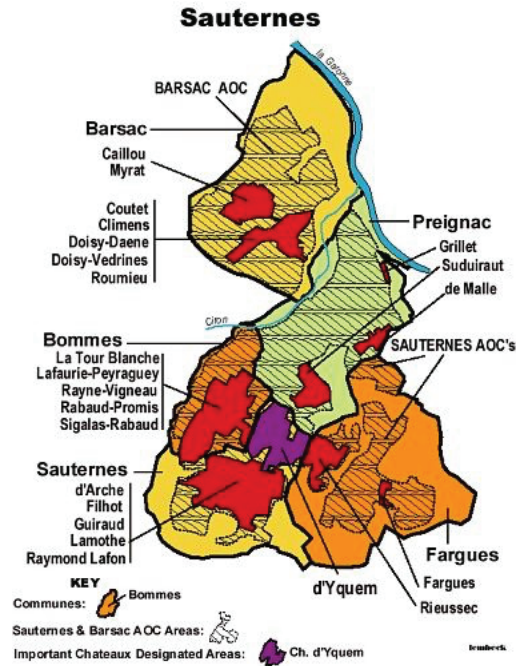 Sauternes
la Garonne
BARSAC AOC
Barsac
Caillou
Myrat
Coutet
Climens
Doisy-Daene
Doisy-Vedrines
Roumieu
Preignac
Grillet
Suduiraut
de Malle
Ciron
Bommes
La Tour Blanche
Lafaurie-Peyraguey
Rayne-Vigneau
Rabaud-Promis
Sigalas-Rabaud
SAUTERNES AOC's
Sauternes
d'Arche
Filhot
Guiraud
Lamothe
Raymond Lafon
d'Yquem
Fargues
Fargues
Rieussec
KEY
Communes:
Bommes
Sauternes & Barsac AOC Areas:
Important Chateaux Designated Areas:
Ch. d'Yquem